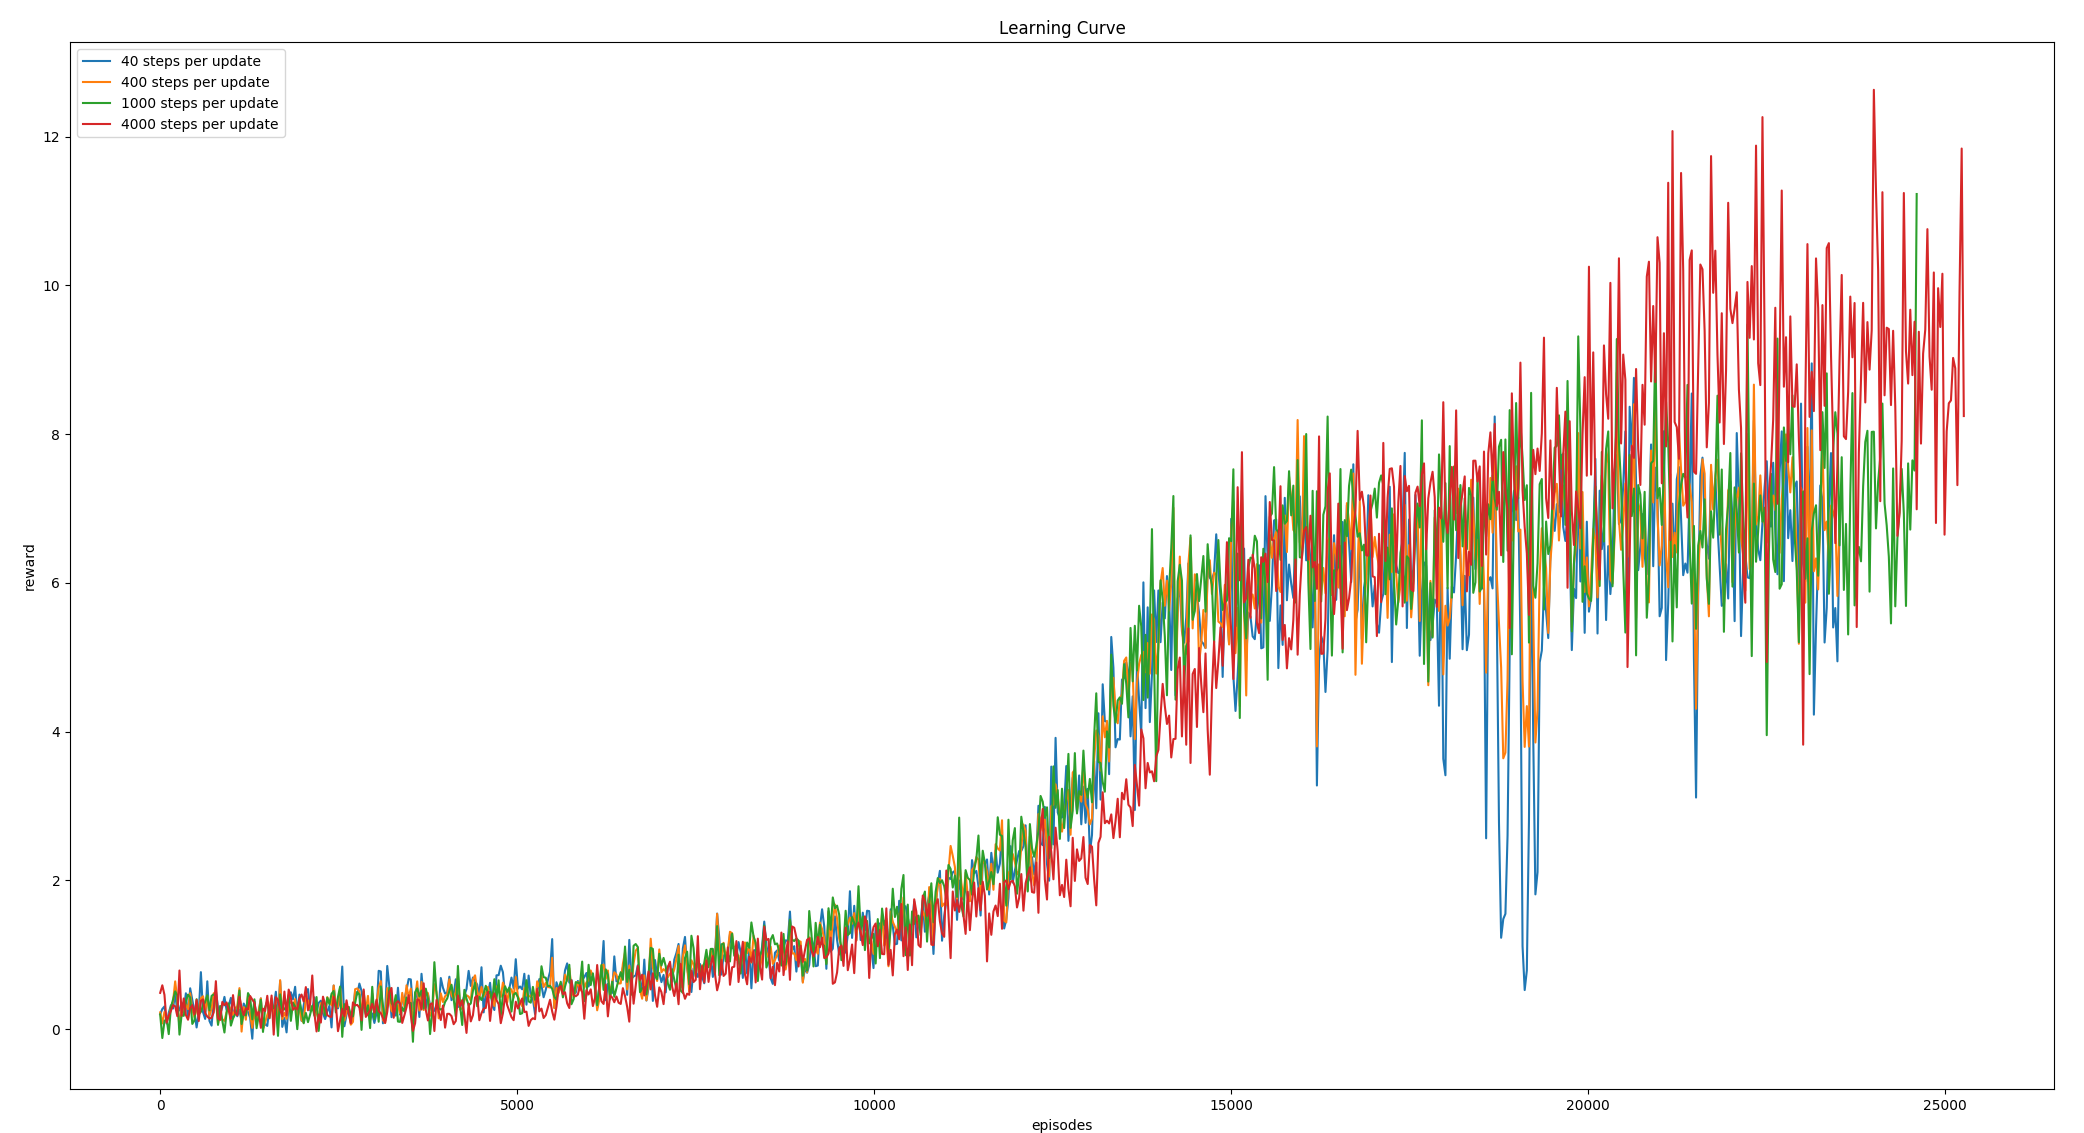 Learning Curve
40 steps per update
400 steps per update
1000 steps per update
4000 steps per update
12
10
8
6
4
2
0
reward
0 5000 10000 15000 20000 25000
episodes